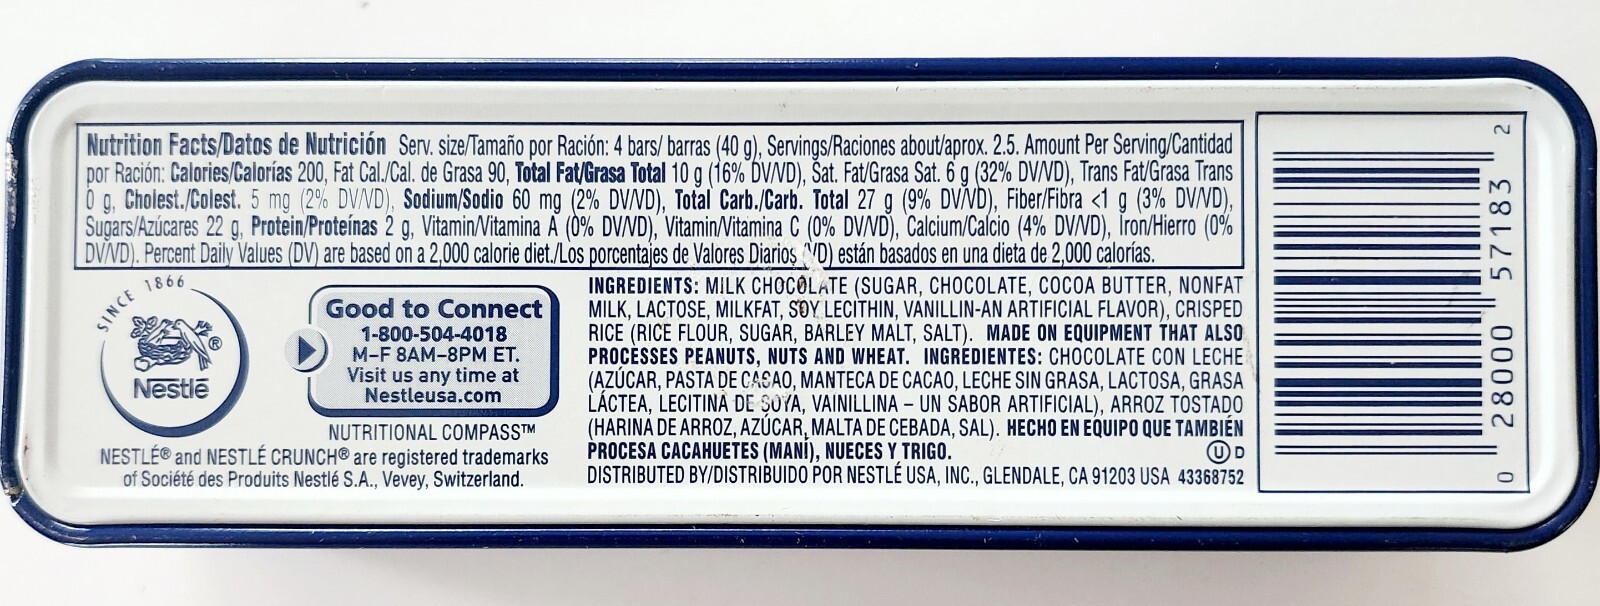 Nutrition Facts/Datos de Nutrición Serv. size/Tamaño por Ración: 4 bars/ barras (40 g), Servings/Raciones about/aprox. 2.5. Amount Per Serving/Cantidad
por Ración: Calories/Calorías 200, Fat Cal./Cal. de Grasa 90, Total Fat/Grasa Total 10 g (16% DV/VD), Sat. Fat/Grasa Sat. 6 g (32% DV/VD), Trans Fat/Grasa Trans
0 g, Cholest./Colest. 5 mg (2% DV/VD), Sodium/Sodio 60 mg (2% DV/VD), Total Carb./Carb. Total 27 g (9% DV/VD), Fiber/Fibra <1 g (3% DV/VD),
Sugars/Azúcares 22 g, Protein/Proteínas 2 g, Vitamin/Vitamina A (0% DV/VD), Vitamin/Vitamina C (0% DV/VD), Calcium/Calcio (4% DV/VD), Iron/Hierro (0%
DV/VD). Percent Daily Values (DV) are based on a 2,000 calorie diet./Los porcentajes de Valores Diarios (VD) están basados en una dieta de 2,000 calorías.
SINCE 1866
Nestlé®
Good to Connect
1-800-504-4018
M–F 8AM–8PM ET.
Visit us any time at
Nestleusa.com
NUTRITIONAL COMPASS™
NESTLÉ® and NESTLÉ CRUNCH® are registered trademarks
of Société des Produits Nestlé S.A., Vevey, Switzerland.
INGREDIENTS: MILK CHOCOLATE (SUGAR, CHOCOLATE, COCOA BUTTER, NONFAT
MILK, LACTOSE, MILKFAT, SOY LECITHIN, VANILLIN-AN ARTIFICIAL FLAVOR), CRISPED
RICE (RICE FLOUR, SUGAR, BARLEY MALT, SALT). MADE ON EQUIPMENT THAT ALSO
PROCESSES PEANUTS, NUTS AND WHEAT. INGREDIENTES: CHOCOLATE CON LECHE
(AZÚCAR, PASTA DE CACAO, MANTECA DE CACAO, LECHE SIN GRASA, LACTOSA, GRASA
LÁCTEA, LECITINA DE SOYA, VAINILLINA – UN SABOR ARTIFICIAL), ARROZ TOSTADO
(HARINA DE ARROZ, AZÚCAR, MALTA DE CEBADA, SAL). HECHO EN EQUIPO QUE TAMBIÉN
PROCESA CACAHUETES (MANÍ), NUECES Y TRIGO.
Ⓤ D
DISTRIBUTED BY/DISTRIBUIDO POR NESTLÉ USA, INC., GLENDALE, CA 91203 USA 43368752
0 28000 57183 2